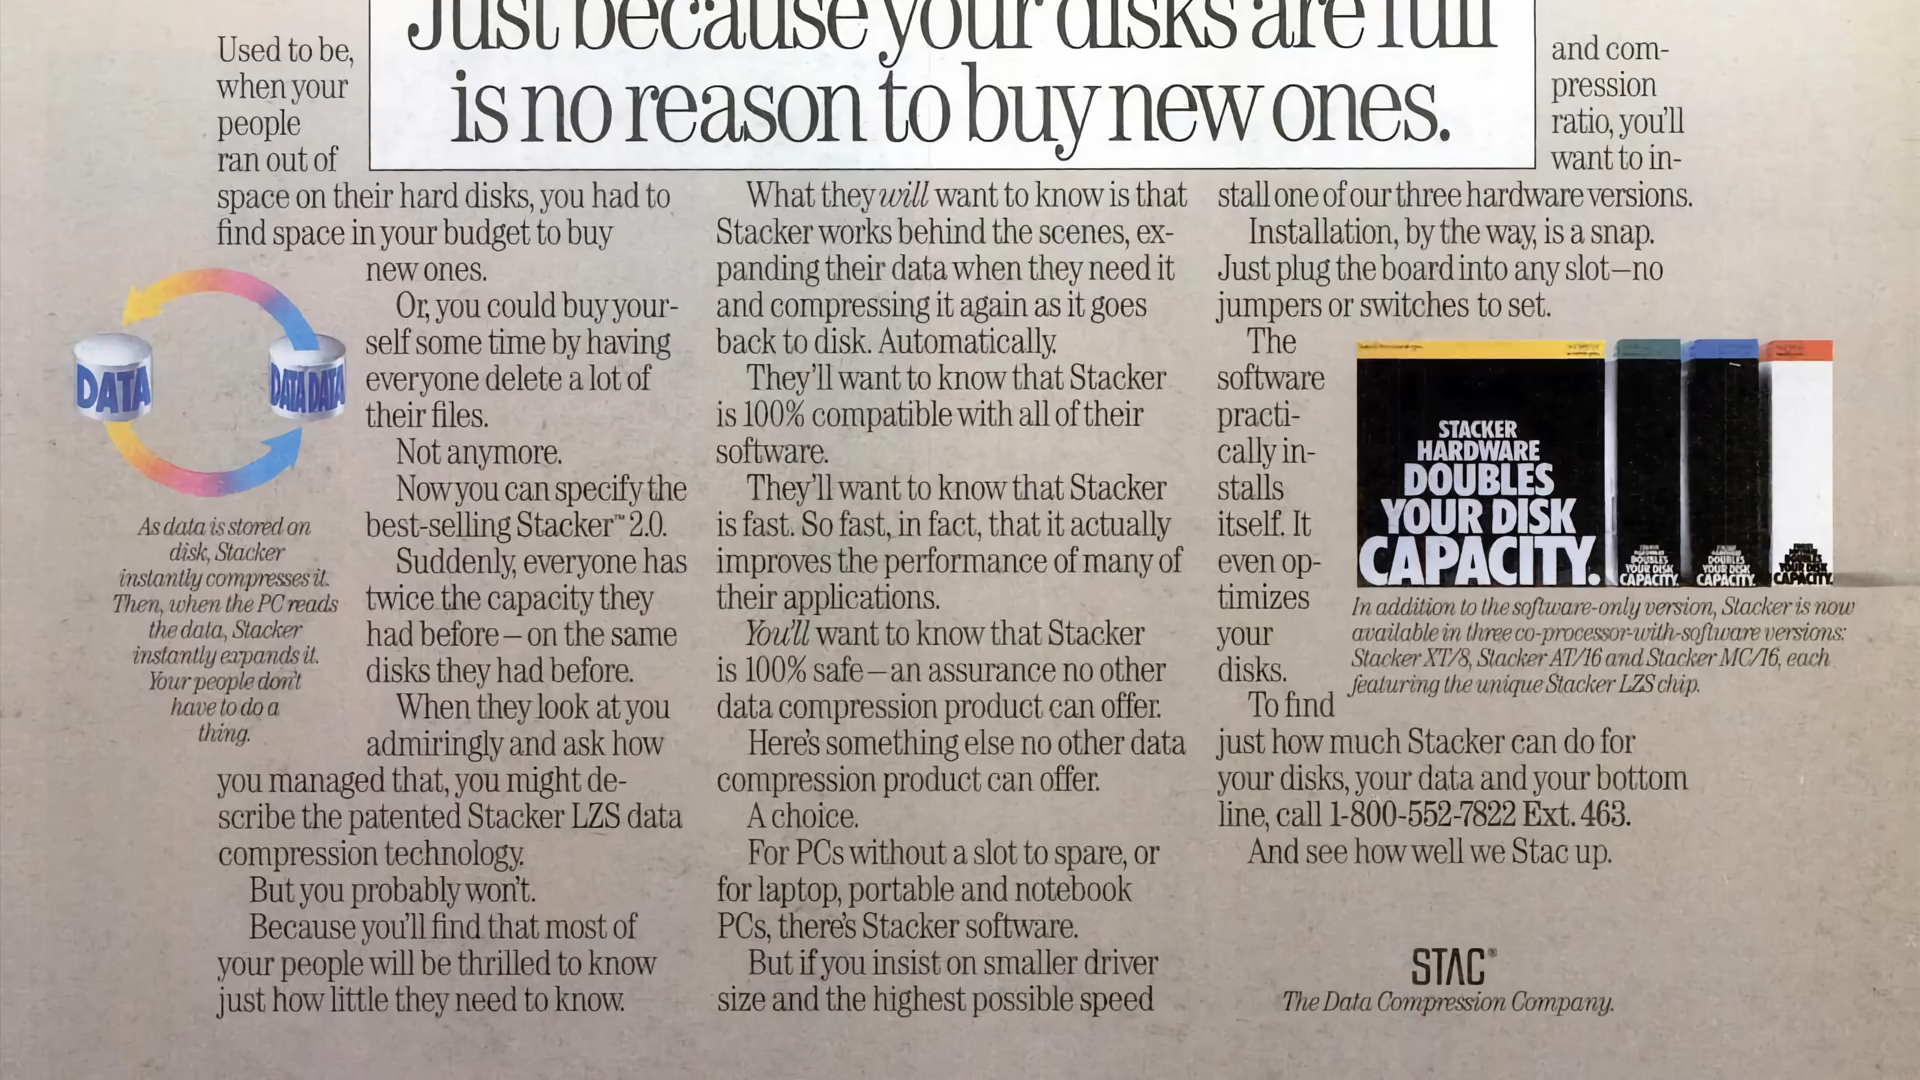 Just because your disks are full
is no reason to buy new ones.
Used to be,
when your
people
ran out of
space on their hard disks, you had to
find space in your budget to buy
new ones.
Or, you could buy your-
self some time by having
everyone delete a lot of
their files.
Not anymore.
Now you can specify the
best-selling Stacker™ 2.0.
Suddenly, everyone has
twice the capacity they
had before – on the same
disks they had before.
When they look at you
admiringly and ask how
you managed that, you might de-
scribe the patented Stacker LZS data
compression technology.
But you probably won't.
Because you'll find that most of
your people will be thrilled to know
just how little they need to know.
DATA
DATA DATA
As data is stored on
disk, Stacker
instantly compresses it.
Then, when the PC reads
the data, Stacker
instantly expands it.
Your people don't
have to do a
thing.
What they will want to know is that
Stacker works behind the scenes, ex-
panding their data when they need it
and compressing it again as it goes
back to disk. Automatically.
They'll want to know that Stacker
is 100% compatible with all of their
software.
They'll want to know that Stacker
is fast. So fast, in fact, that it actually
improves the performance of many of
their applications.
You'll want to know that Stacker
is 100% safe – an assurance no other
data compression product can offer.
Here's something else no other data
compression product can offer.
A choice.
For PCs without a slot to spare, or
for laptop, portable and notebook
PCs, there's Stacker software.
But if you insist on smaller driver
size and the highest possible speed
and com-
pression
ratio, you'll
want to in-
stall one of our three hardware versions.
Installation, by the way, is a snap.
Just plug the board into any slot—no
jumpers or switches to set.
The
software
practi-
cally in-
stalls
itself. It
even op-
timizes
your
disks.
To find
just how much Stacker can do for
your disks, your data and your bottom
line, call 1-800-552-7822 Ext. 463.
And see how well we Stac up.
STACKER
HARDWARE
DOUBLES
YOUR DISK
CAPACITY.
DOUBLES
YOUR DISK
CAPACITY.
DOUBLES
YOUR DISK
CAPACITY.
DOUBLES
YOUR DISK
CAPACITY.
In addition to the software-only version, Stacker is now
available in three co-processor-with-software versions:
Stacker XT/8, Stacker AT/16 and Stacker MC/16, each
featuring the unique Stacker LZS chip.
STAC®
The Data Compression Company.